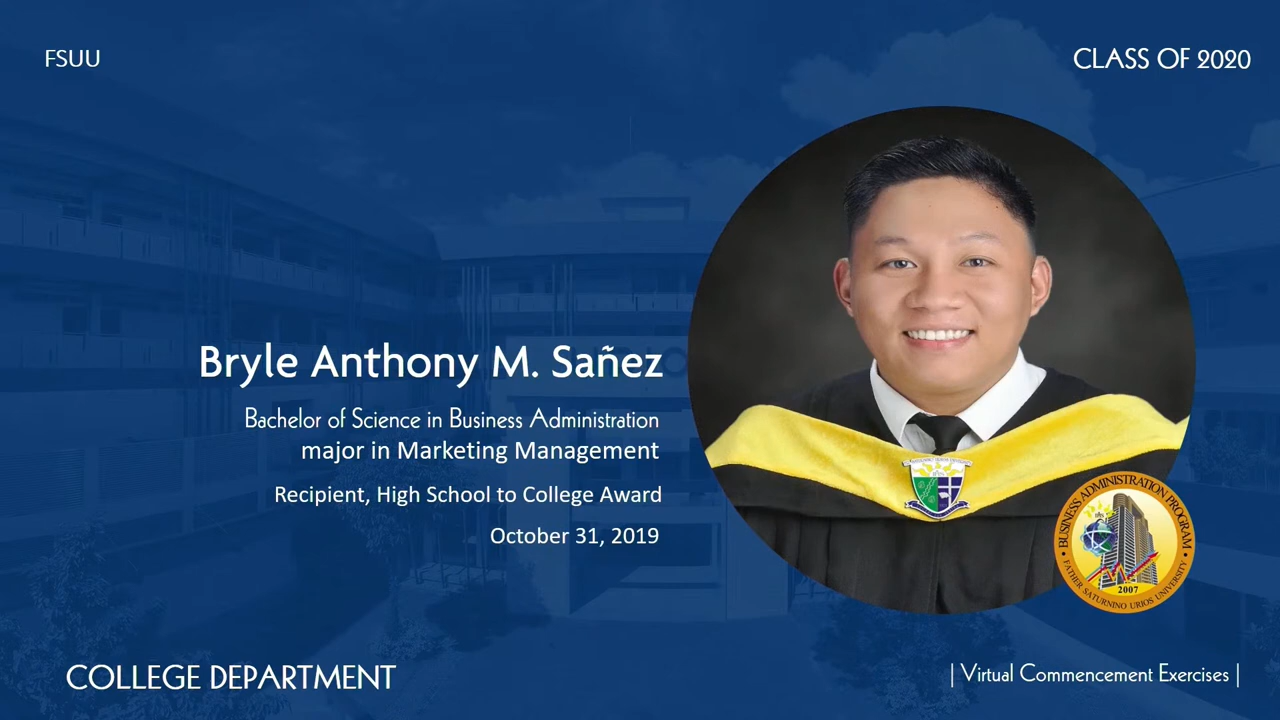 FSUU
CLASS OF 2020
Bryle Anthony M. Sañez
Bachelor of Science in Business Administration
major in Marketing Management
Recipient, High School to College Award
October 31, 2019
BUSINESS ADMINISTRATION PROGRAM
2007
FATHER SATURNINO URIOS UNIVERSITY
COLLEGE DEPARTMENT
| Virtual Commencement Exercises |